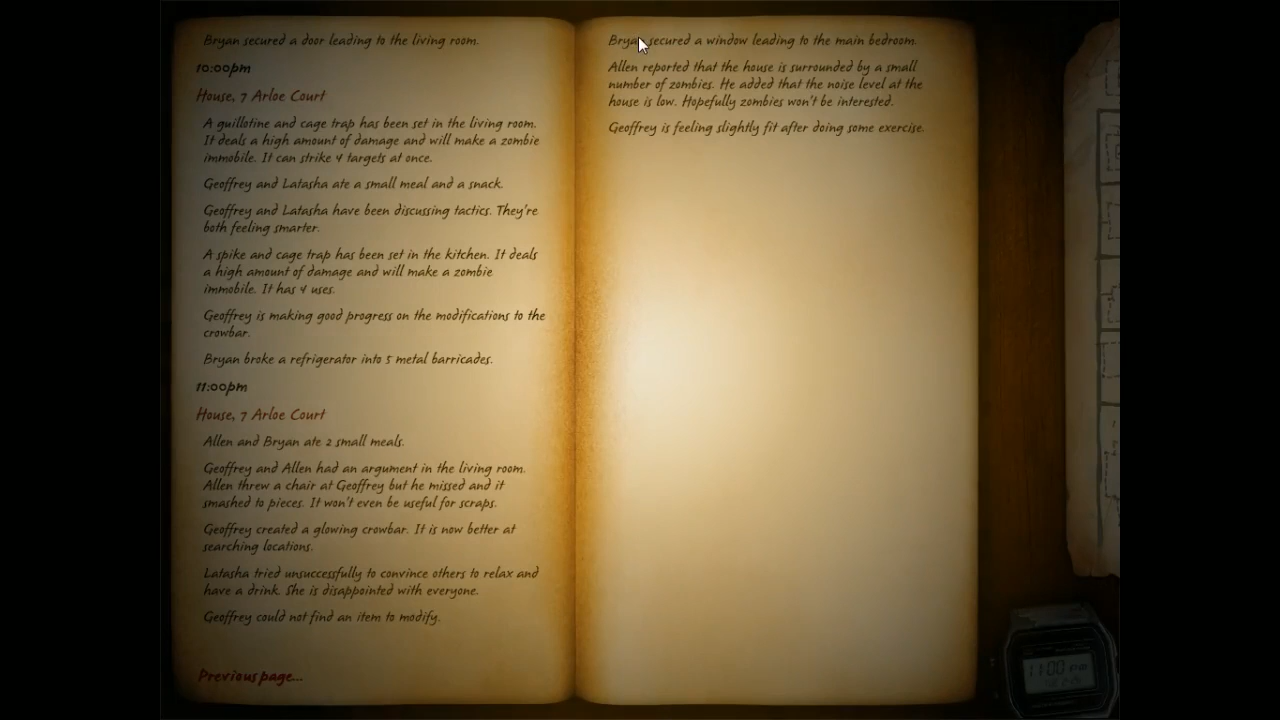 Bryan secured a door leading to the living room.
10:00pm
House, 7 Arloe Court
A guillotine and cage trap has been set in the living room.
It deals a high amount of damage and will make a zombie
immobile. It can strike 4 targets at once.
Geoffrey and Latasha ate a small meal and a snack.
Geoffrey and Latasha have been discussing tactics. They're
both feeling smarter.
A spike and cage trap has been set in the kitchen. It deals
a high amount of damage and will make a zombie
immobile. It has 4 uses.
Geoffrey is making good progress on the modifications to the
crowbar.
Bryan broke a refrigerator into 5 metal barricades.
11:00pm
House, 7 Arloe Court
Allen and Bryan ate 2 small meals.
Geoffrey and Allen had an argument in the living room.
Allen threw a chair at Geoffrey but he missed and it
smashed to pieces. It won't even be useful for scraps.
Geoffrey created a glowing crowbar. It is now better at
searching locations.
Latasha tried unsuccessfully to convince others to relax and
have a drink. She is disappointed with everyone.
Geoffrey could not find an item to modify.
Previous page...
Bryan secured a window leading to the main bedroom.
Allen reported that the house is surrounded by a small
number of zombies. He added that the noise level at the
house is low. Hopefully zombies won't be interested.
Geoffrey is feeling slightly fit after doing some exercise.
11:00 pm